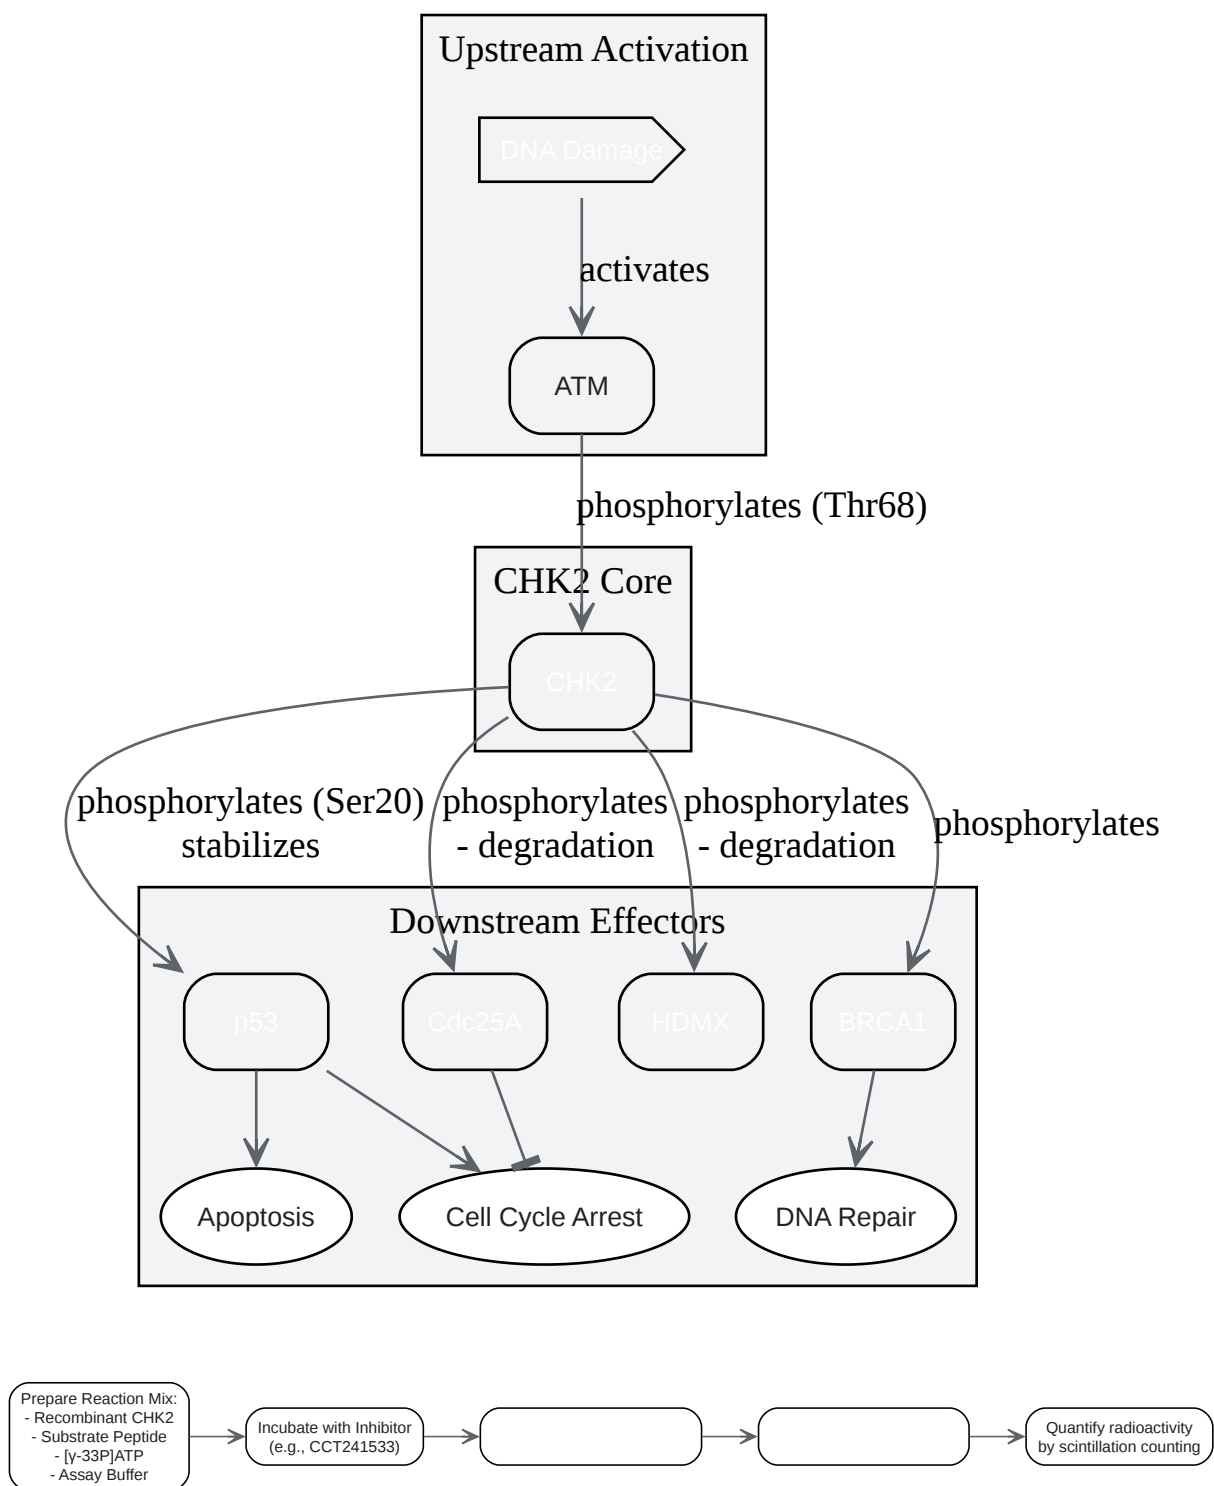 Upstream Activation
DNA Damage
activates
ATM
phosphorylates (Thr68)
CHK2 Core
CHK2
phosphorylates (Ser20)
stabilizes
phosphorylates
- degradation
phosphorylates
- degradation
phosphorylates
Downstream Effectors
p53
Cdc25A
HDMX
BRCA1
Apoptosis
Cell Cycle Arrest
DNA Repair
Prepare Reaction Mix:
- Recombinant CHK2
- Substrate Peptide
- [γ-33P]ATP
- Assay Buffer
Incubate with Inhibitor
(e.g., CCT241533)
Quantify radioactivity
by scintillation counting